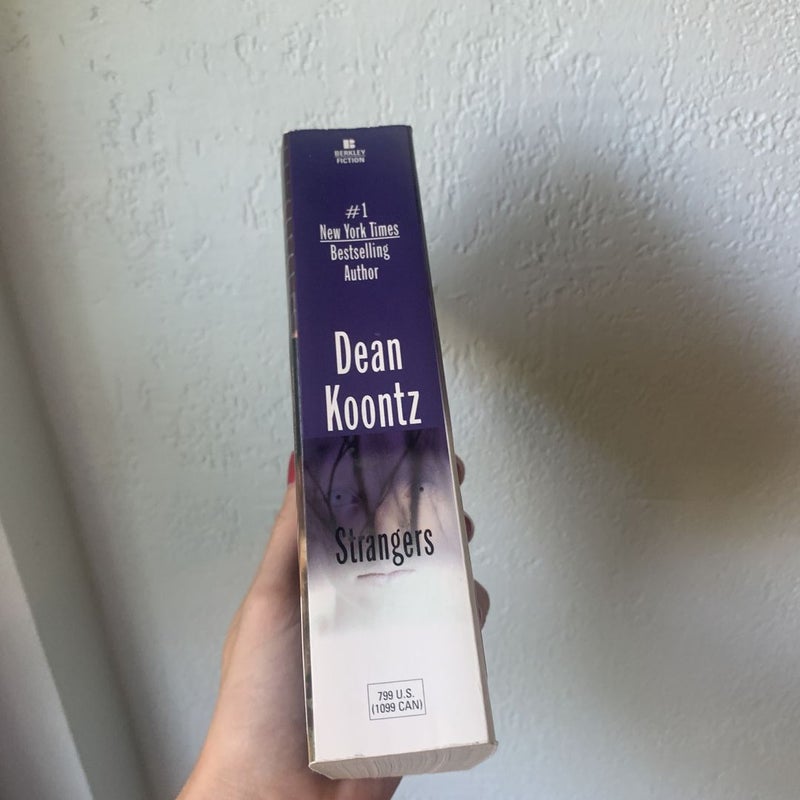 B
BERKLEY
FICTION
#1
New York Times
Bestselling
Author
Dean
Koontz
Strangers
799 U.S.
(1099 CAN)